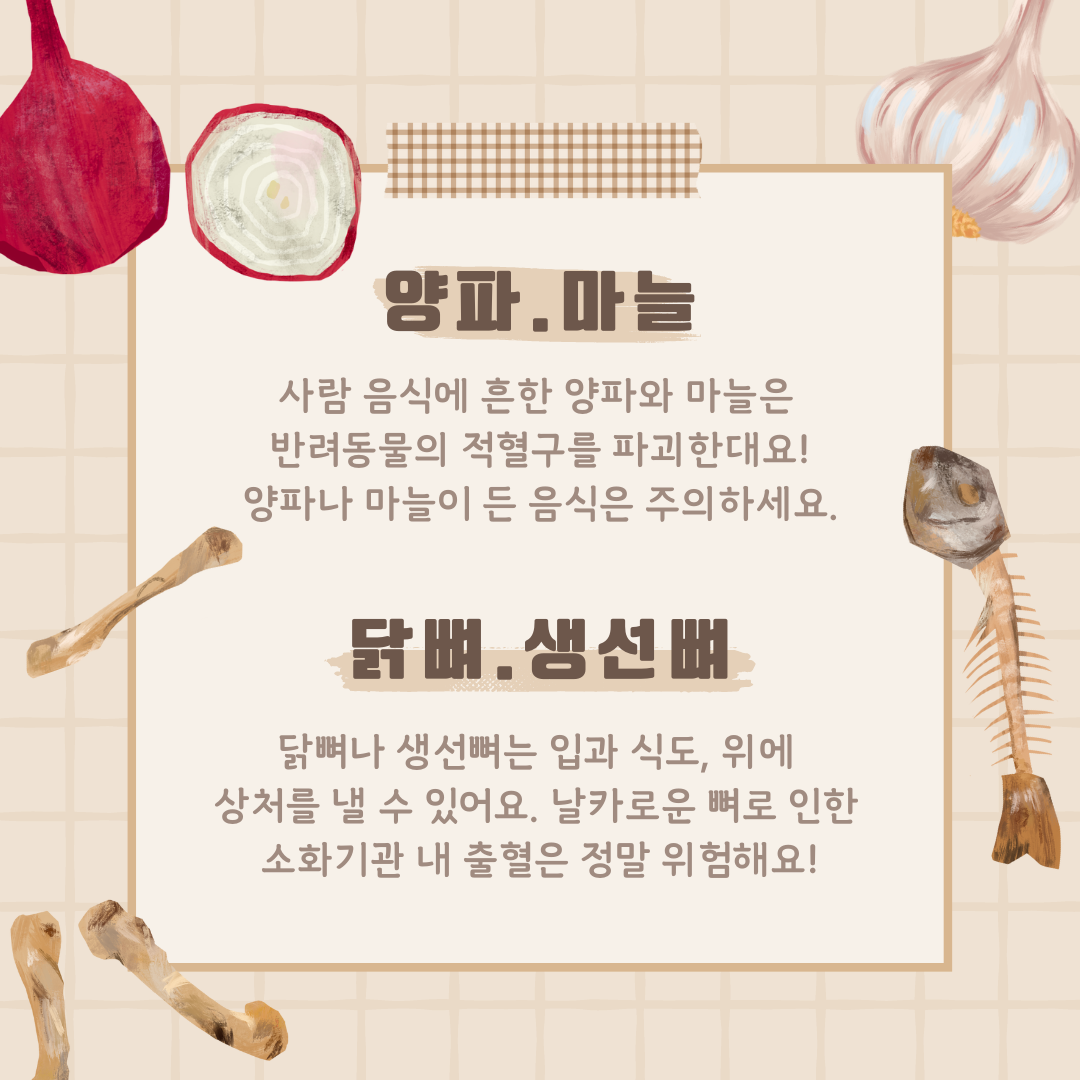 양파.마늘
사람 음식에 흔한 양파와 마늘은
반려동물의 적혈구를 파괴한대요!
양파나 마늘이 든 음식은 주의하세요.
닭뼈.생선뼈
닭뼈나 생선뼈는 입과 식도, 위에
상처를 낼 수 있어요. 날카로운 뼈로 인한
소화기관 내 출혈은 정말 위험해요!